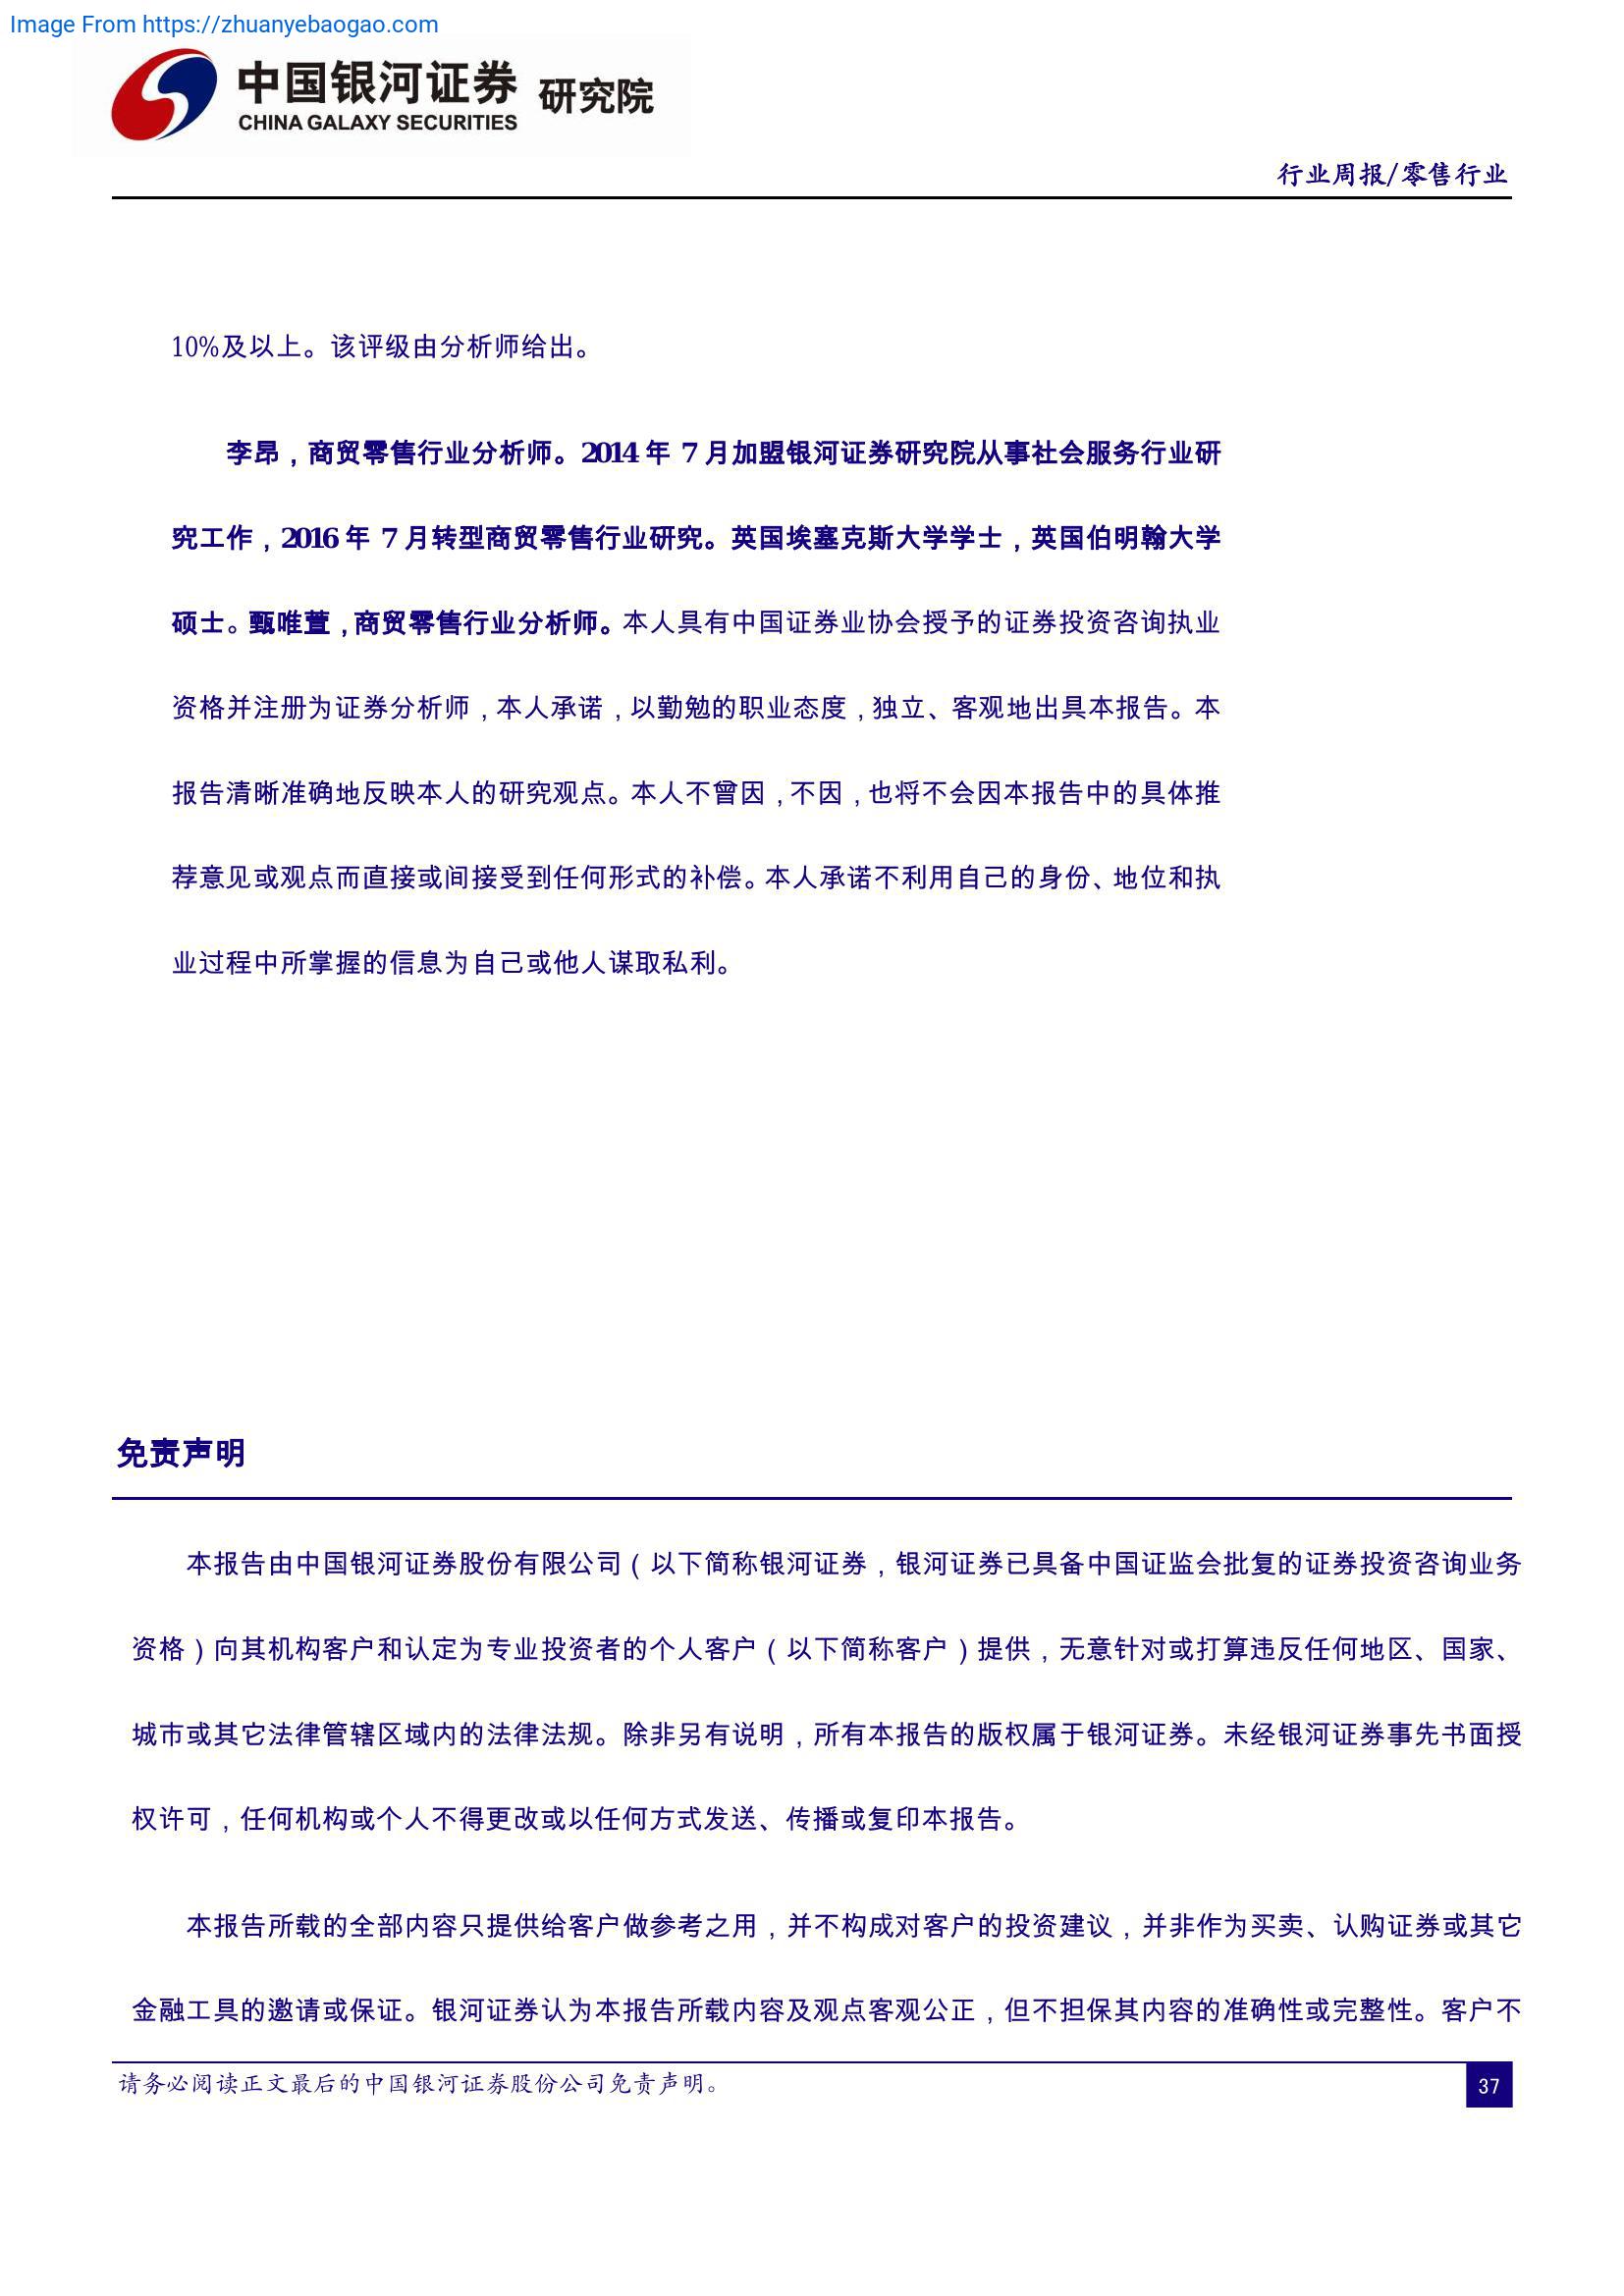 Image From https://zhuanyebaogao.com
中国银河证券 研究院
CHINA GALAXY SECURITIES
行业周报/零售行业
10%及以上。该评级由分析师给出。
李昂，商贸零售行业分析师。2014 年 7 月加盟银河证券研究院从事社会服务行业研
究工作，2016 年 7 月转型商贸零售行业研究。英国埃塞克斯大学学士，英国伯明翰大学
硕士。甄唯萱，商贸零售行业分析师。本人具有中国证券业协会授予的证券投资咨询执业
资格并注册为证券分析师，本人承诺，以勤勉的职业态度，独立、客观地出具本报告。本
报告清晰准确地反映本人的研究观点。本人不曾因，不因，也将不会因本报告中的具体推
荐意见或观点而直接或间接受到任何形式的补偿。本人承诺不利用自己的身份、地位和执
业过程中所掌握的信息为自己或他人谋取私利。
免责声明
本报告由中国银河证券股份有限公司（以下简称银河证券，银河证券已具备中国证监会批复的证券投资咨询业务
资格）向其机构客户和认定为专业投资者的个人客户（以下简称客户）提供，无意针对或打算违反任何地区、国家、
城市或其它法律管辖区域内的法律法规。除非另有说明，所有本报告的版权属于银河证券。未经银河证券事先书面授
权许可，任何机构或个人不得更改或以任何方式发送、传播或复印本报告。
本报告所载的全部内容只提供给客户做参考之用，并不构成对客户的投资建议，并非作为买卖、认购证券或其它
金融工具的邀请或保证。银河证券认为本报告所载内容及观点客观公正，但不担保其内容的准确性或完整性。客户不
请务必阅读正文最后的中国银河证券股份公司免责声明。
37